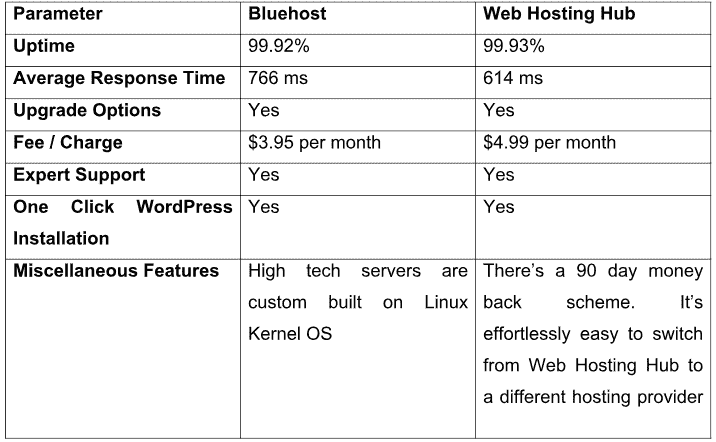 Parameter Bluehost Web Hosting Hub
Uptime 99.92% 99.93%
Average Response Time 766 ms 614 ms
Upgrade Options Yes Yes
Fee / Charge $3.95 per month $4.99 per month
Expert Support Yes Yes
One Click WordPress Yes Yes
Installation
Miscellaneous Features High tech servers are There’s a 90 day money
custom built on Linux back scheme. It’s
Kernel OS effortlessly easy to switch
from Web Hosting Hub to
a different hosting provider